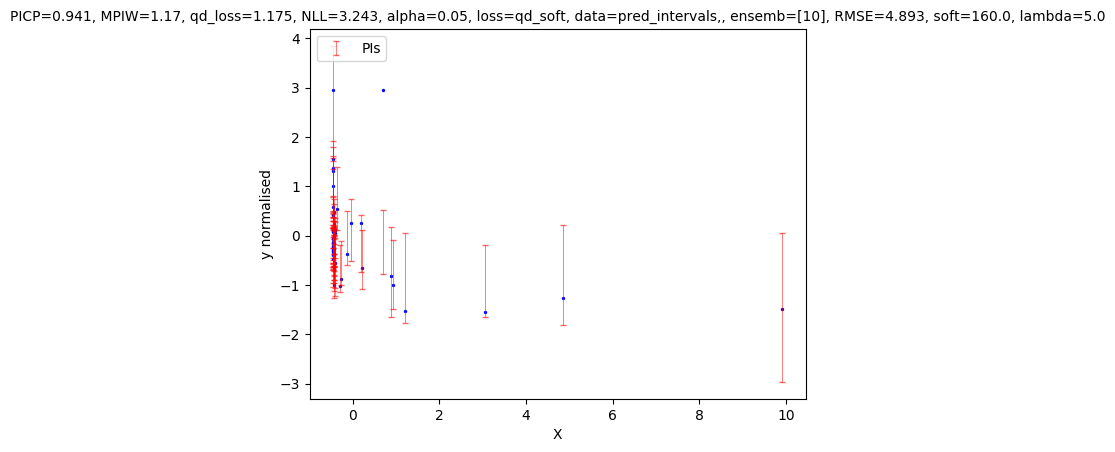 PICP=0.941, MPIW=1.17, qd_loss=1.175, NLL=3.243, alpha=0.05, loss=qd_soft, data=pred_intervals,, ensemb=[10], RMSE=4.893, soft=160.0, lambda=5.0
PIs
4
3
2
1
0
−1
−2
−3
y normalised
0 2 4 6 8 10
X